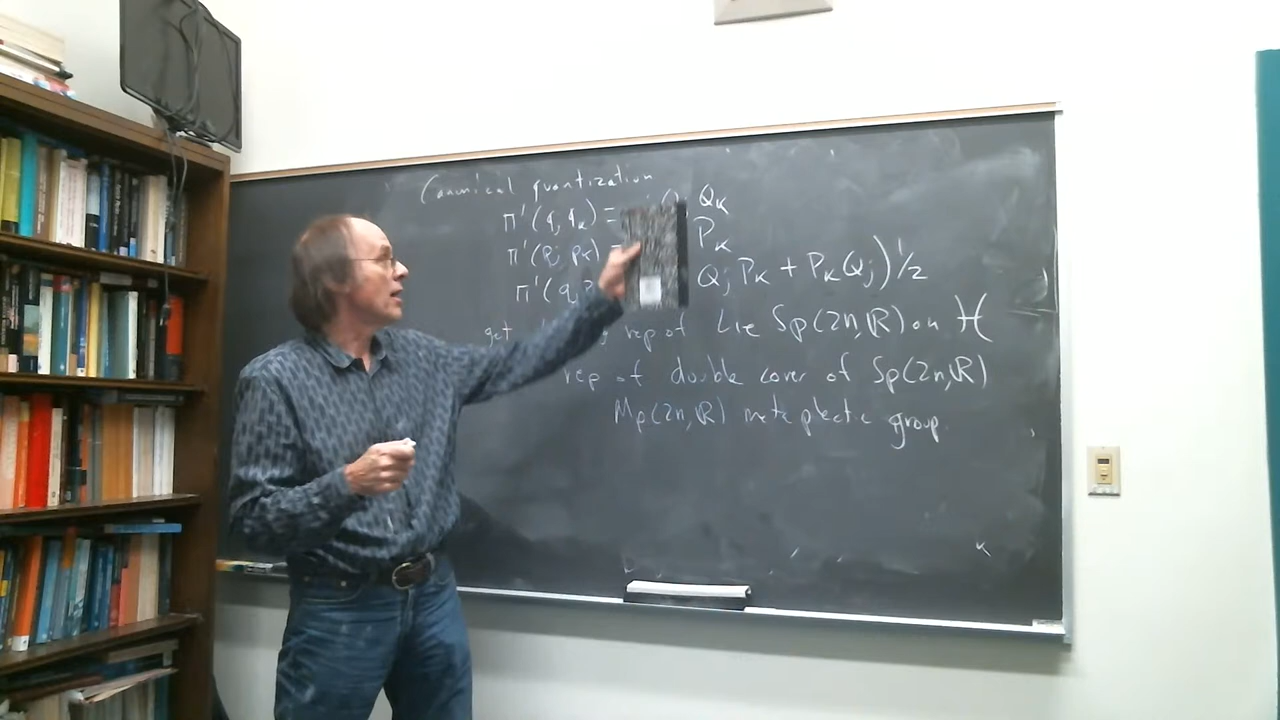 Canonical quantization
Π'(q_j q_k) = Q_K
Π'(p_j p_k) P_K
Π'(q_j Q_j P_K + P_K Q_j) 1/2
get rep of Lie Sp(2n, ℝ) on ℋ
rep of double cover of Sp(2n, ℝ)
Mp(2n, ℝ) metaplectic group